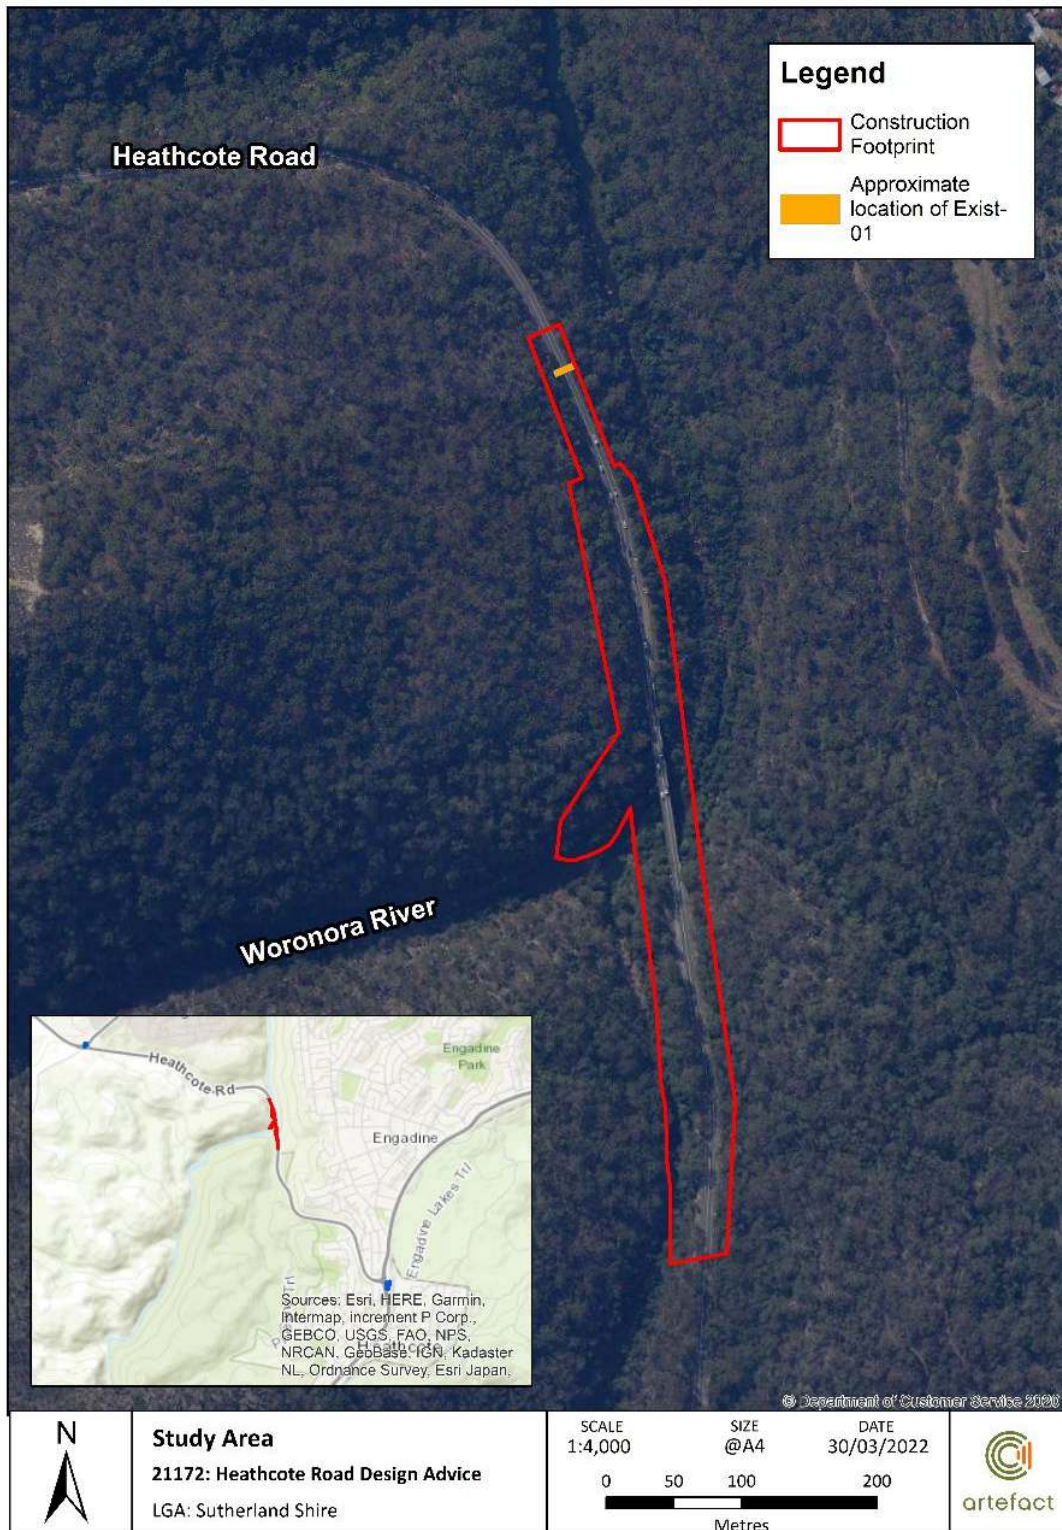 Legend
Construction
Footprint
Approximate
location of Exist-
01
Heathcote Road
Woronora River
Heathcote Rd
Engadine
Park
Engadine
Engadine Lakes Trl
Trl
Heathcote
Sources: Esri, HERE, Garmin,
Intermap, increment P Corp.,
GEBCO, USGS, FAO, NPS,
NRCAN, GeoBase, IGN, Kadaster
NL, Ordnance Survey, Esri Japan,
© Department of Customer Service 2020
N
Study Area
21172: Heathcote Road Design Advice
LGA: Sutherland Shire
SCALE
1:4,000
SIZE
@A4
DATE
30/03/2022
0 50 100 200
Metres
artefact